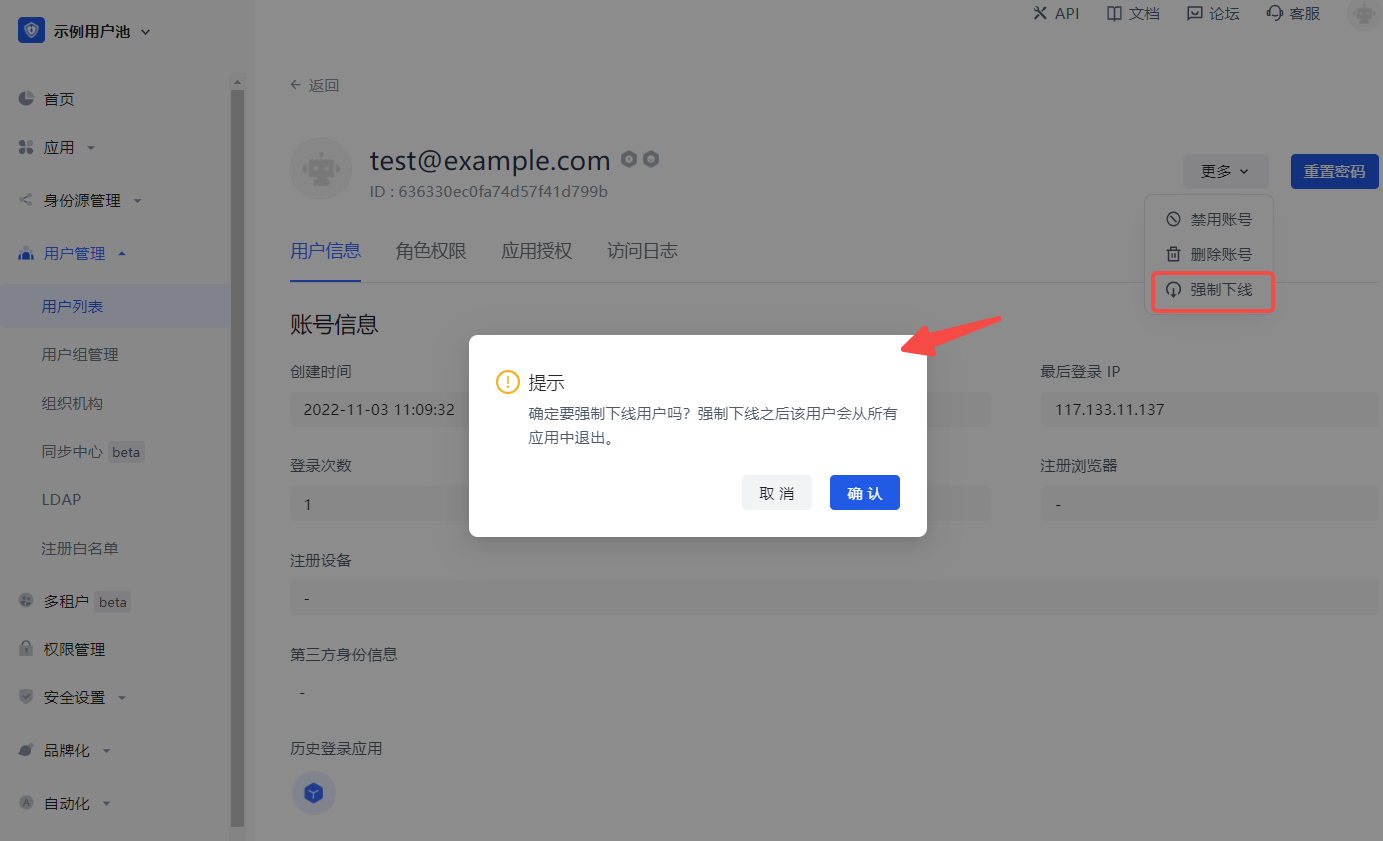 示例用户池
API
文档
论坛
客服
首页
应用
身份源管理
用户管理
用户列表
用户组管理
组织机构
同步中心 beta
LDAP
注册白名单
多租户 beta
权限管理
安全设置
品牌化
自动化
返回
test@example.com
ID : 636330ec0fa74d57f41d799b
更多
重置密码
禁用账号
删除账号
强制下线
用户信息
角色权限
应用授权
访问日志
账号信息
创建时间
2022-11-03 11:09:32
最后登录 IP
117.133.11.137
登录次数
1
注册浏览器
-
注册设备
-
第三方身份信息
-
历史登录应用
提示
确定要强制下线用户吗？强制下线之后该用户会从所有
应用中退出。
取 消
确 认